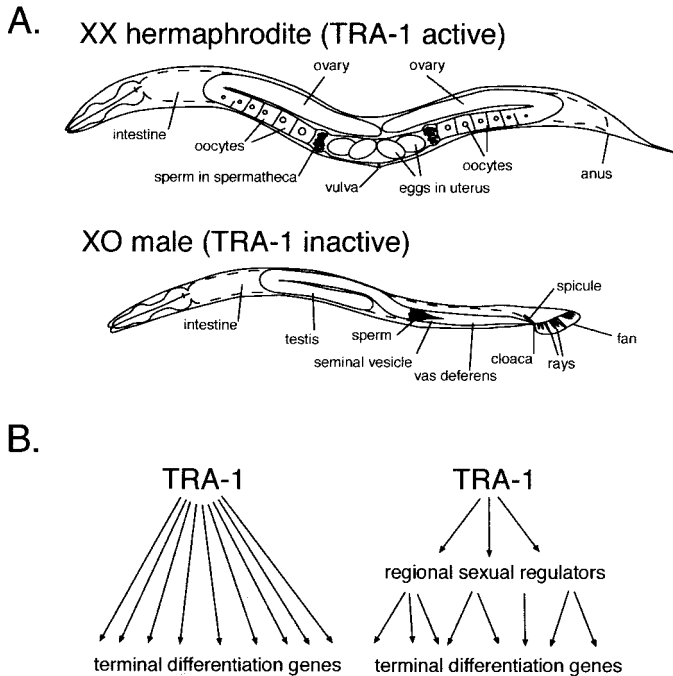 A.
XX hermaphrodite (TRA-1 active)
ovary
ovary
intestine
oocytes
oocytes
sperm in spermatheca
vulva
eggs in uterus
anus
XO male (TRA-1 inactive)
spicule
intestine
testis
sperm
fan
seminal vesicle
cloaca
rays
vas deferens
B.
TRA-1
TRA-1
regional sexual regulators
terminal differentiation genes
terminal differentiation genes